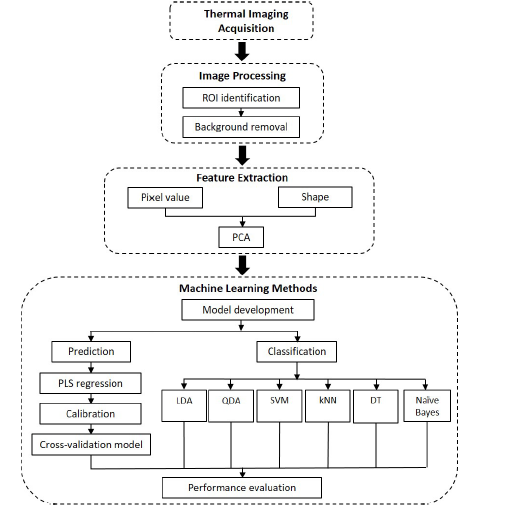 Thermal Imaging
Acquisition
Image Processing
ROI identification
Background removal
Feature Extraction
Pixel value
Shape
PCA
Machine Learning Methods
Model development
Prediction
Classification
PLS regression
Calibration
Cross-validation model
LDA
QDA
SVM
kNN
DT
Naïve
Bayes
Performance evaluation